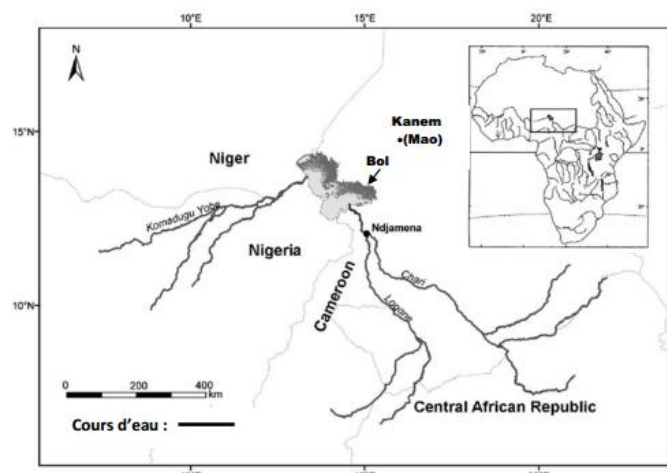 10°E
15°E
20°E
N
15°N
Kanem
(Mao)
Niger
Bol
Komadugu Yobe
Ndjamena
Nigeria
Chari
Logone
Cameroon
10°N
0 200 400
km
Central African Republic
Cours d'eau :
10°E